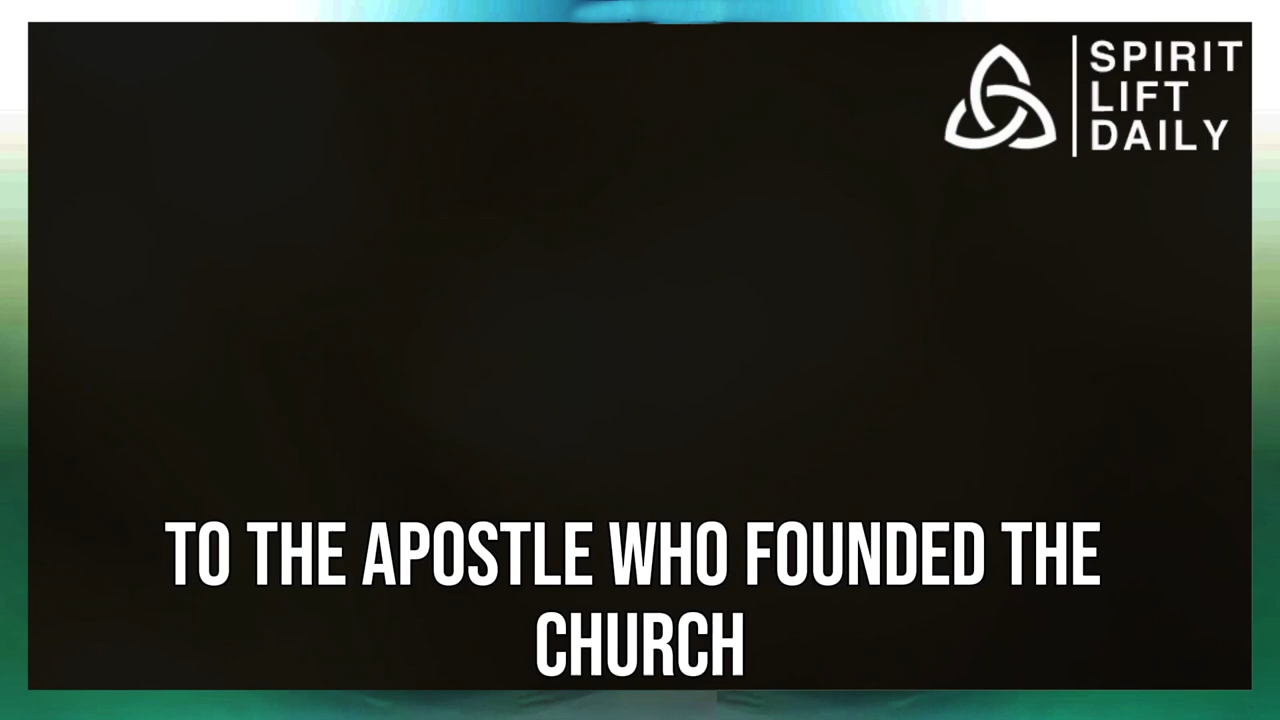 SPIRIT
LIFT
DAILY
TO THE APOSTLE WHO FOUNDED THE
CHURCH